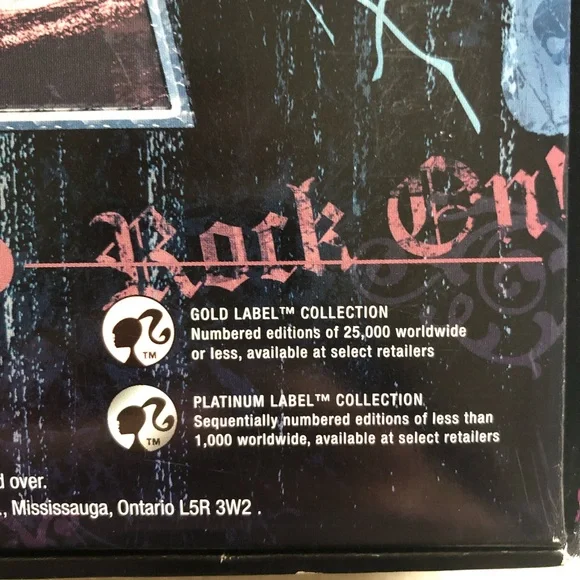 Rock On!
GOLD LABEL™ COLLECTION
Numbered editions of 25,000 worldwide
or less, available at select retailers
TM
PLATINUM LABEL™ COLLECTION
Sequentially numbered editions of less than
1,000 worldwide, available at select retailers
TM
over.
, Mississauga, Ontario L5R 3W2 .